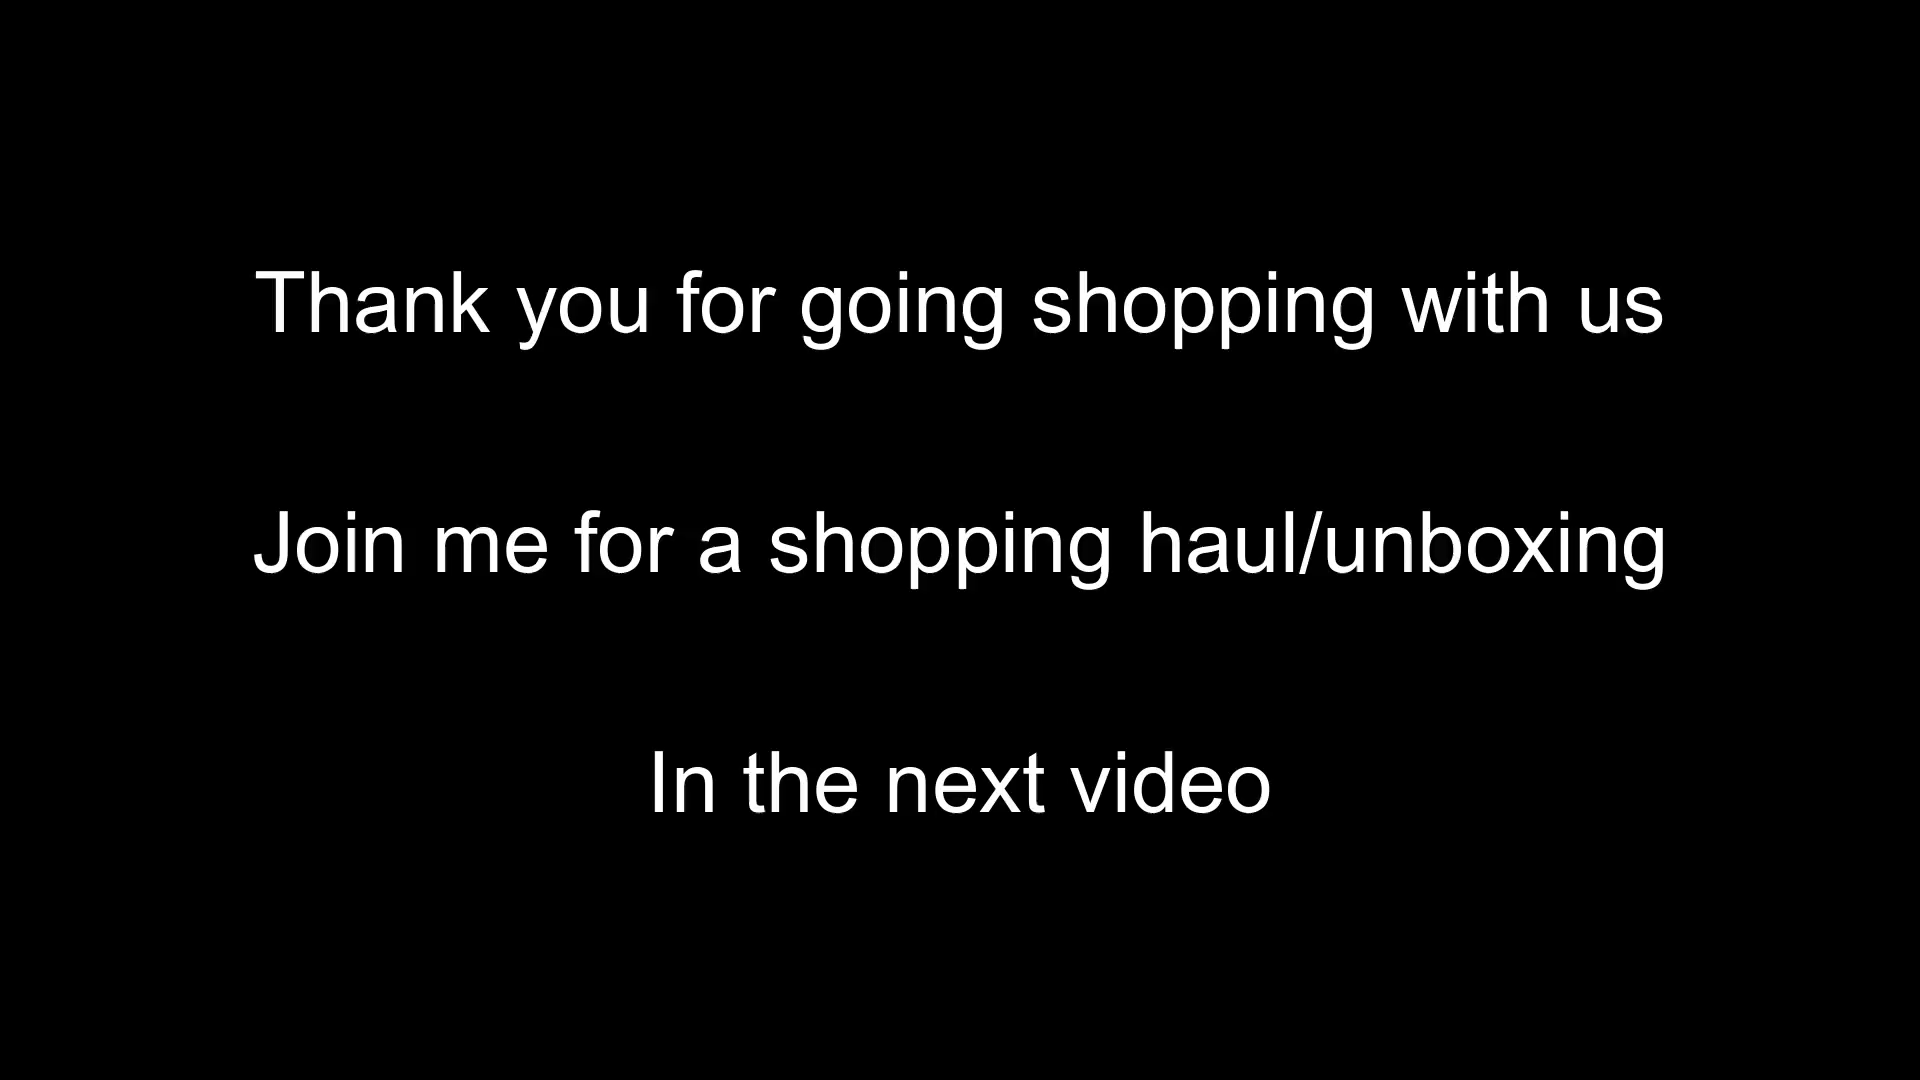 Thank you for going shopping with us
Join me for a shopping haul/unboxing
In the next video